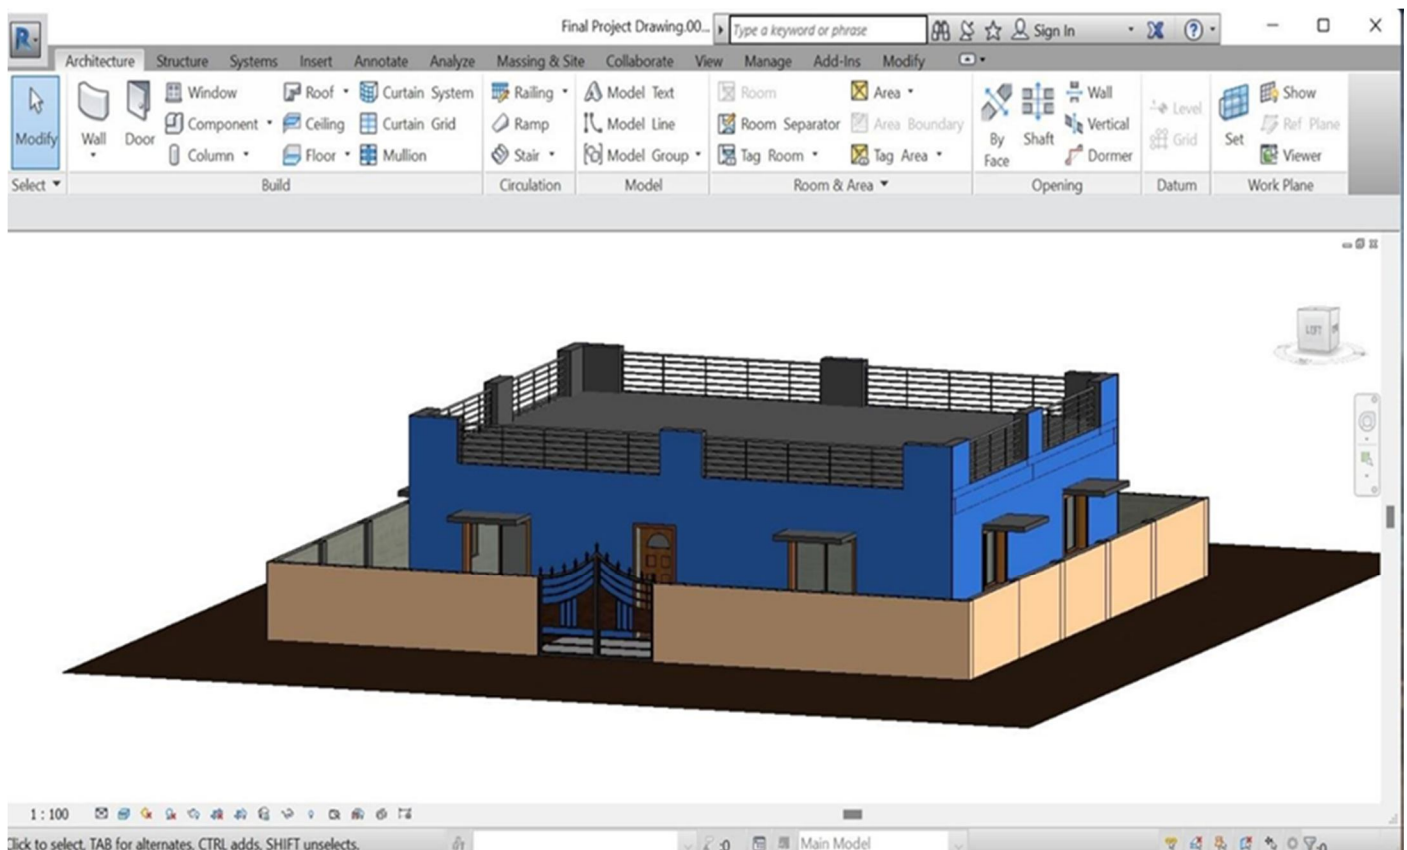 Final Project Drawing.00...
Type a keyword or phrase
Sign In
Architecture Structure Systems Insert Annotate Analyze Massing & Site Collaborate View Manage Add-Ins Modify
Window Roof Curtain System Railing Model Text Room Area Wall Level Show
Modify Wall Door Component Ceiling Curtain Grid Ramp Model Line Room Separator Area Boundary By Face Shaft Vertical Grid Set Ref Plane
Column Floor Mullion Stair Model Group Tag Room Tag Area Dormer Viewer
Select Build Circulation Model Room & Area Opening Datum Work Plane
LEFT
1 : 100
Click to select, TAB for alternates, CTRL adds, SHIFT unselects.
:0
Main Model
:0